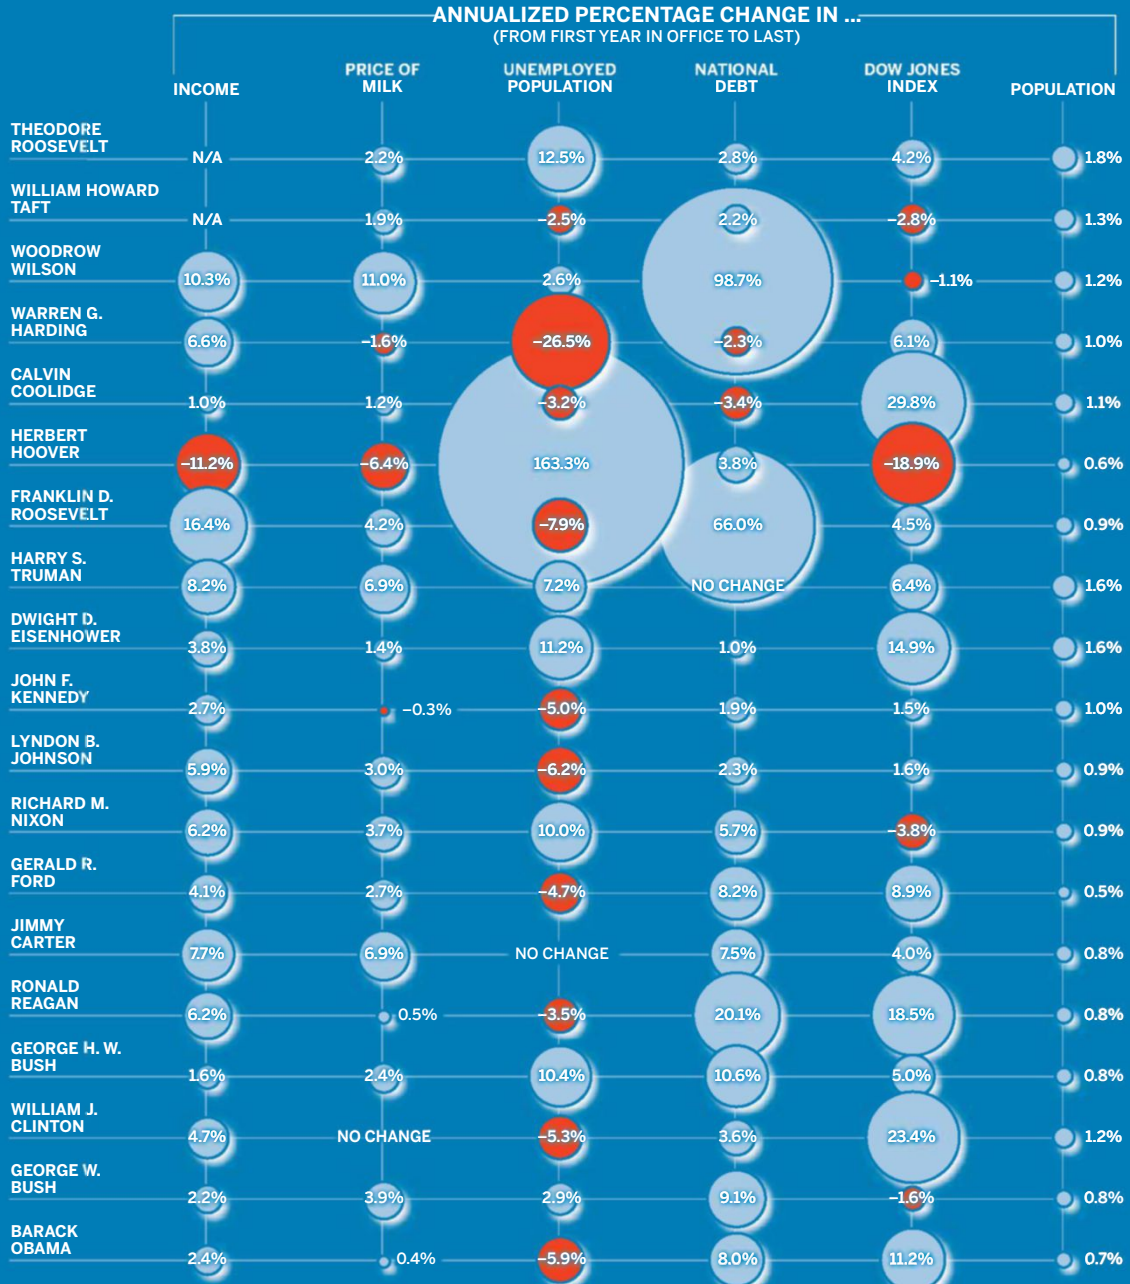 ANNUALIZED PERCENTAGE CHANGE IN ...
(FROM FIRST YEAR IN OFFICE TO LAST)
INCOME
PRICE OF
MILK
UNEMPLOYED
POPULATION
NATIONAL
DEBT
DOW JONES
INDEX
POPULATION
THEODORE
ROOSEVELT
N/A 2.2% 12.5% 2.8% 4.2% 1.8%
WILLIAM HOWARD
TAFT
N/A 1.9% –2.5% 2.2% –2.8% 1.3%
WOODROW
WILSON
10.3% 11.0% 2.6% 98.7% –1.1% 1.2%
WARREN G.
HARDING
6.6% –1.6% –26.5% –2.3% 6.1% 1.0%
CALVIN
COOLIDGE
1.0% 1.2% –3.2% –3.4% 29.8% 1.1%
HERBERT
HOOVER
–11.2% –6.4% 163.3% 3.8% –18.9% 0.6%
FRANKLIN D.
ROOSEVELT
16.4% 4.2% –7.9% 66.0% 4.5% 0.9%
HARRY S.
TRUMAN
8.2% 6.9% 7.2% NO CHANGE 6.4% 1.6%
DWIGHT D.
EISENHOWER
3.8% 1.4% 11.2% 1.0% 14.9% 1.6%
JOHN F.
KENNEDY
2.7% –0.3% –5.0% 1.9% 1.5% 1.0%
LYNDON B.
JOHNSON
5.9% 3.0% –6.2% 2.3% 1.6% 0.9%
RICHARD M.
NIXON
6.2% 3.7% 10.0% 5.7% –3.8% 0.9%
GERALD R.
FORD
4.1% 2.7% –4.7% 8.2% 8.9% 0.5%
JIMMY
CARTER
7.7% 6.9% NO CHANGE 7.5% 4.0% 0.8%
RONALD
REAGAN
6.2% 0.5% –3.5% 20.1% 18.5% 0.8%
GEORGE H. W.
BUSH
1.6% 2.4% 10.4% 10.6% 5.0% 0.8%
WILLIAM J.
CLINTON
4.7% NO CHANGE –5.3% 3.6% 23.4% 1.2%
GEORGE W.
BUSH
2.2% 3.9% 2.9% 9.1% –1.6% 0.8%
BARACK
OBAMA
2.4% 0.4% –5.9% 8.0% 11.2% 0.7%